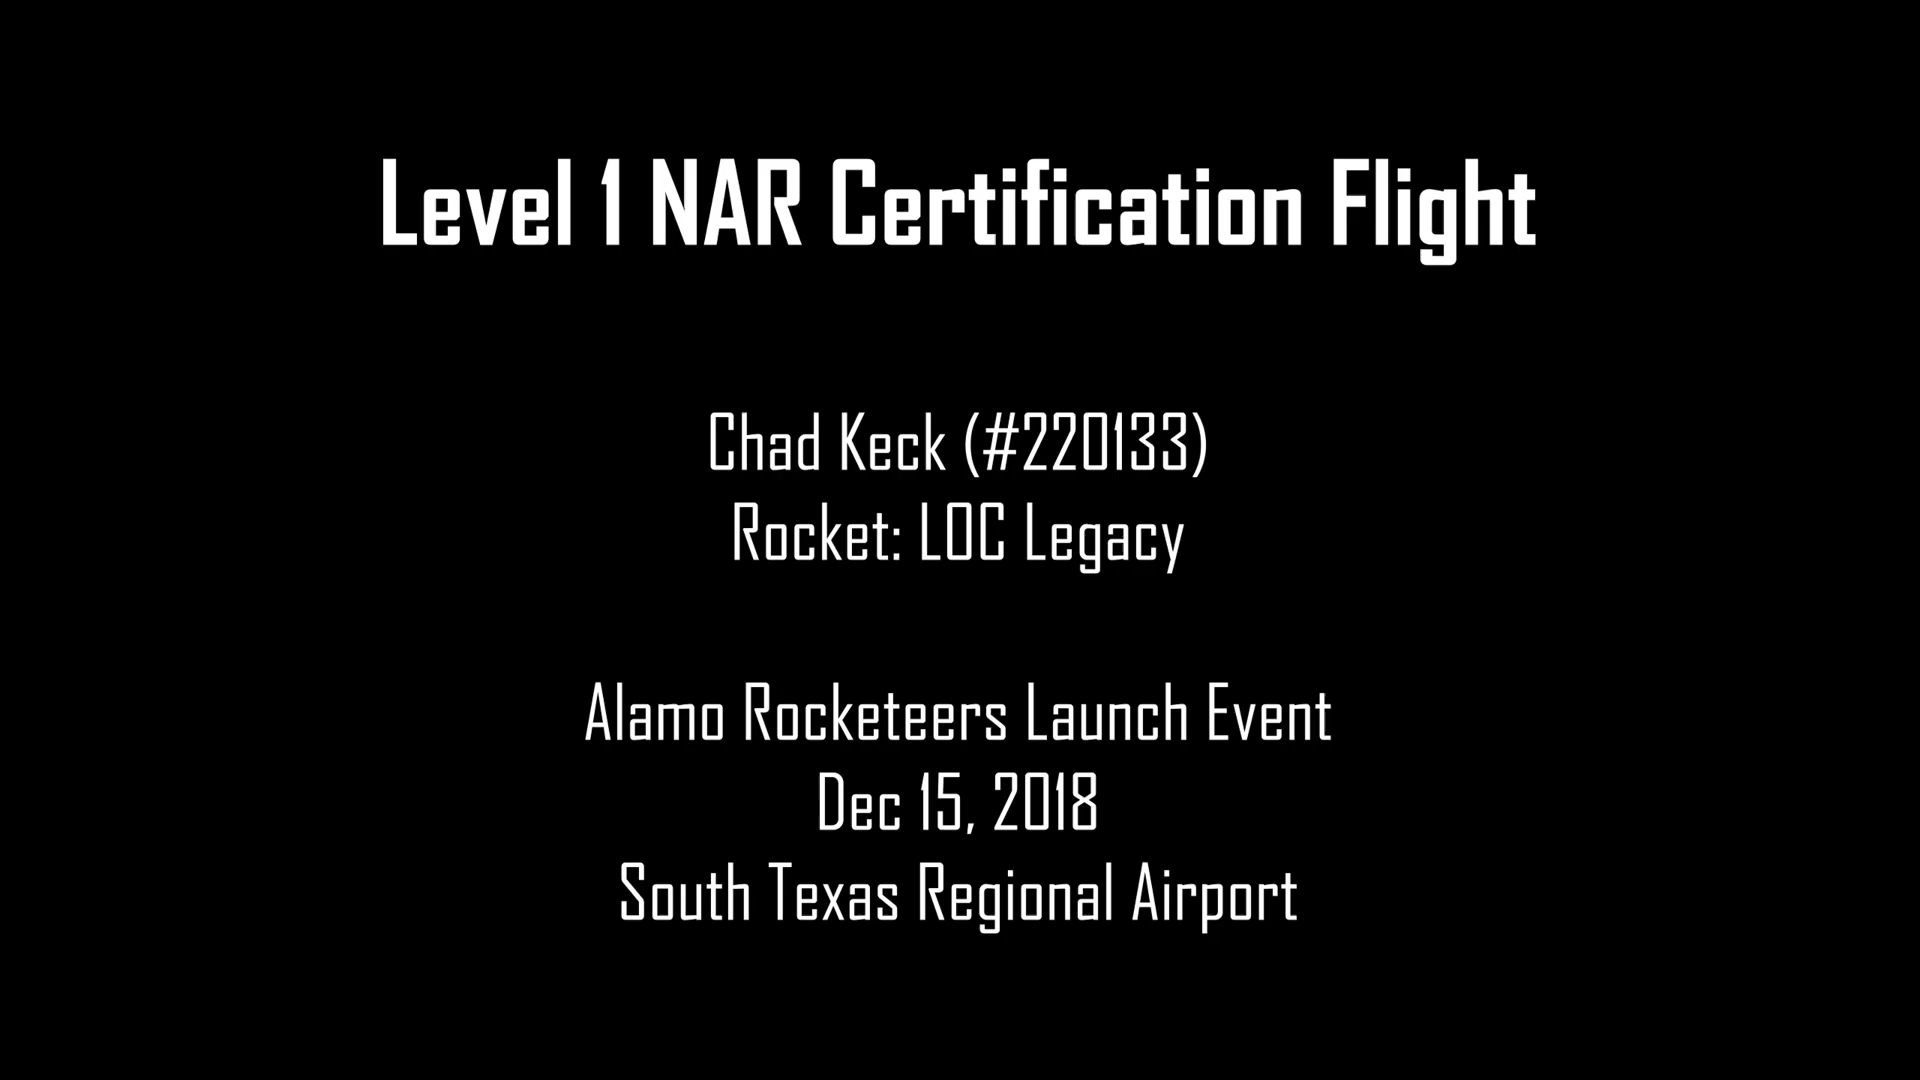 Level 1 NAR Certification Flight
Chad Keck (#220133)
Rocket: LOC Legacy
Alamo Rocketeers Launch Event
Dec 15, 2018
South Texas Regional Airport